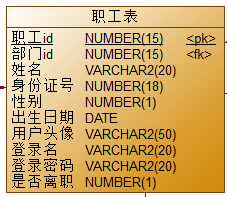 职工表
职工id NUMBER(15) <pk>
部门id NUMBER(15) <fk>
姓名 VARCHAR2(20)
身份证号 NUMBER(18)
性别 NUMBER(1)
出生日期 DATE
用户头像 VARCHAR2(50)
登录名 VARCHAR2(20)
登录密码 VARCHAR2(20)
是否离职 NUMBER(1)